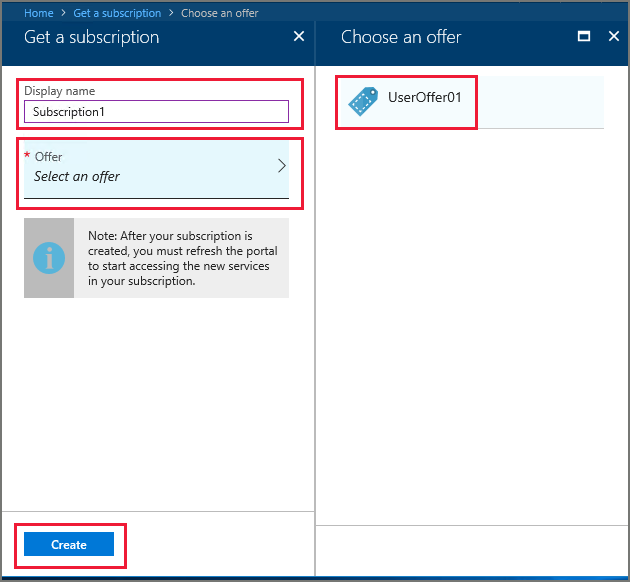 Home > Get a subscription > Choose an offer
Get a subscription
Display name
Subscription1
* Offer
Select an offer
Note: After your subscription is
created, you must refresh the portal
to start accessing the new services
in your subscription.
Create
Choose an offer
UserOffer01